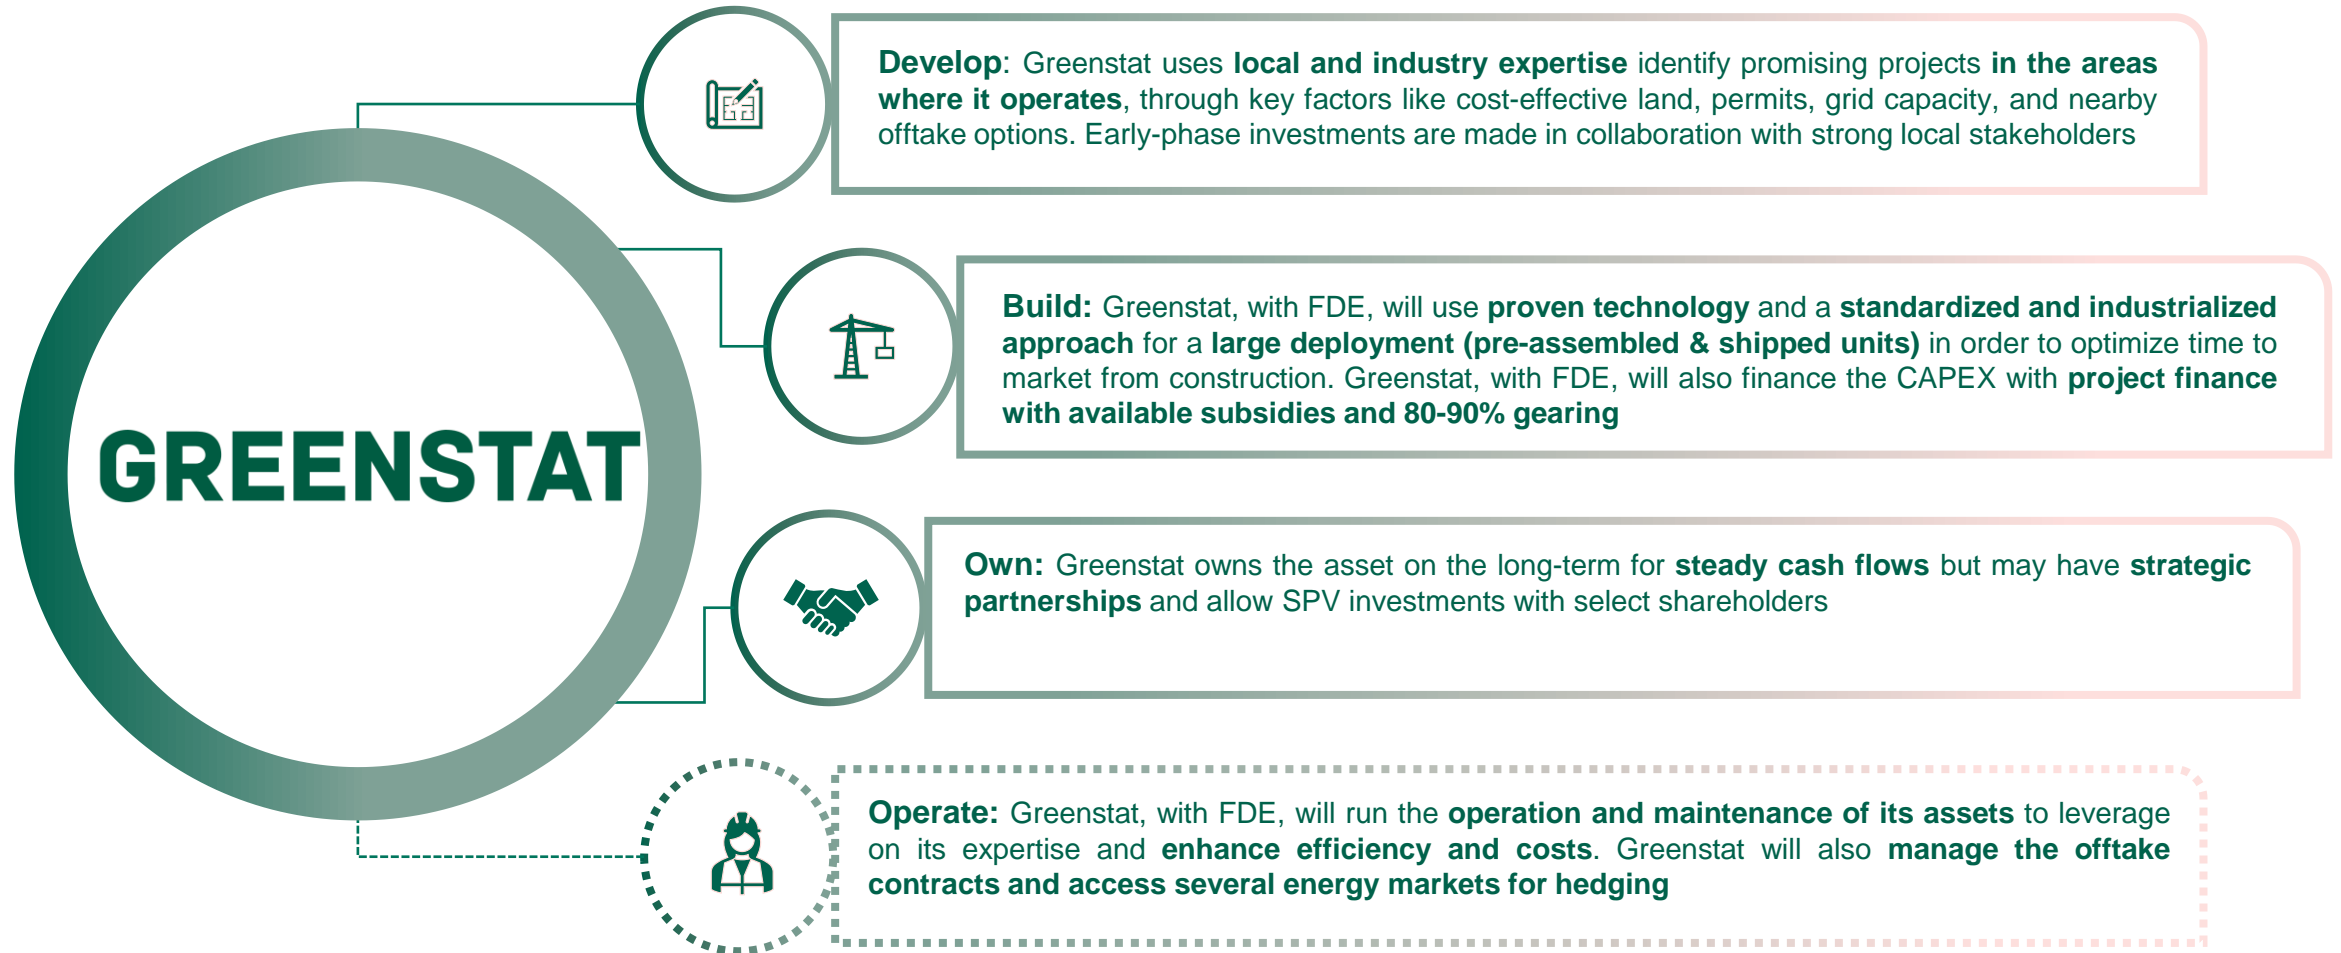 Develop: Greenstat uses local and industry expertise identify promising projects in the areas
where it operates, through key factors like cost-effective land, permits, grid capacity, and nearby
offtake options. Early-phase investments are made in collaboration with strong local stakeholders
Build: Greenstat, with FDE, will use proven technology and a standardized and industrialized
approach for a large deployment (pre-assembled & shipped units) in order to optimize time to
market from construction. Greenstat, with FDE, will also finance the CAPEX with project finance
with available subsidies and 80-90% gearing
GREENSTAT
Own: Greenstat owns the asset on the long-term for steady cash flows but may have strategic
partnerships and allow SPV investments with select shareholders
Operate: Greenstat, with FDE, will run the operation and maintenance of its assets to leverage
on its expertise and enhance efficiency and costs. Greenstat will also manage the offtake
contracts and access several energy markets for hedging